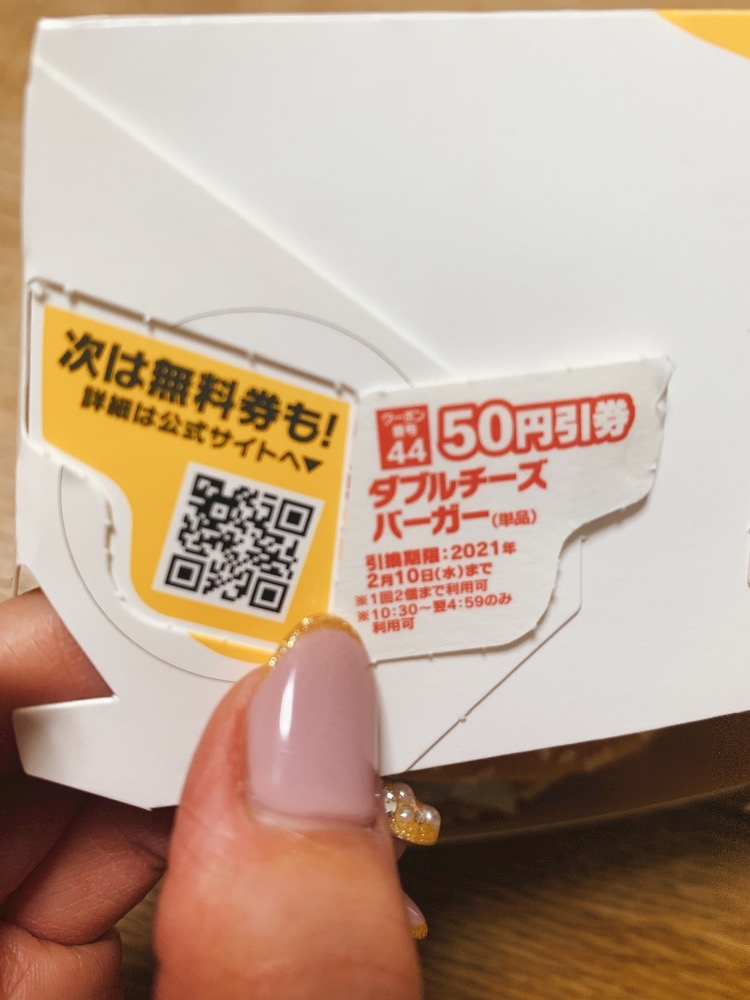 次は無料券も!
詳細は公式サイトへ▼
クーポン
番号
44
50円引券
ダブルチーズ
バーガー(単品)
引換期限:2021年
2月10日(水)まで
※1回2個まで利用可
※10:30〜翌4:59のみ
利用可